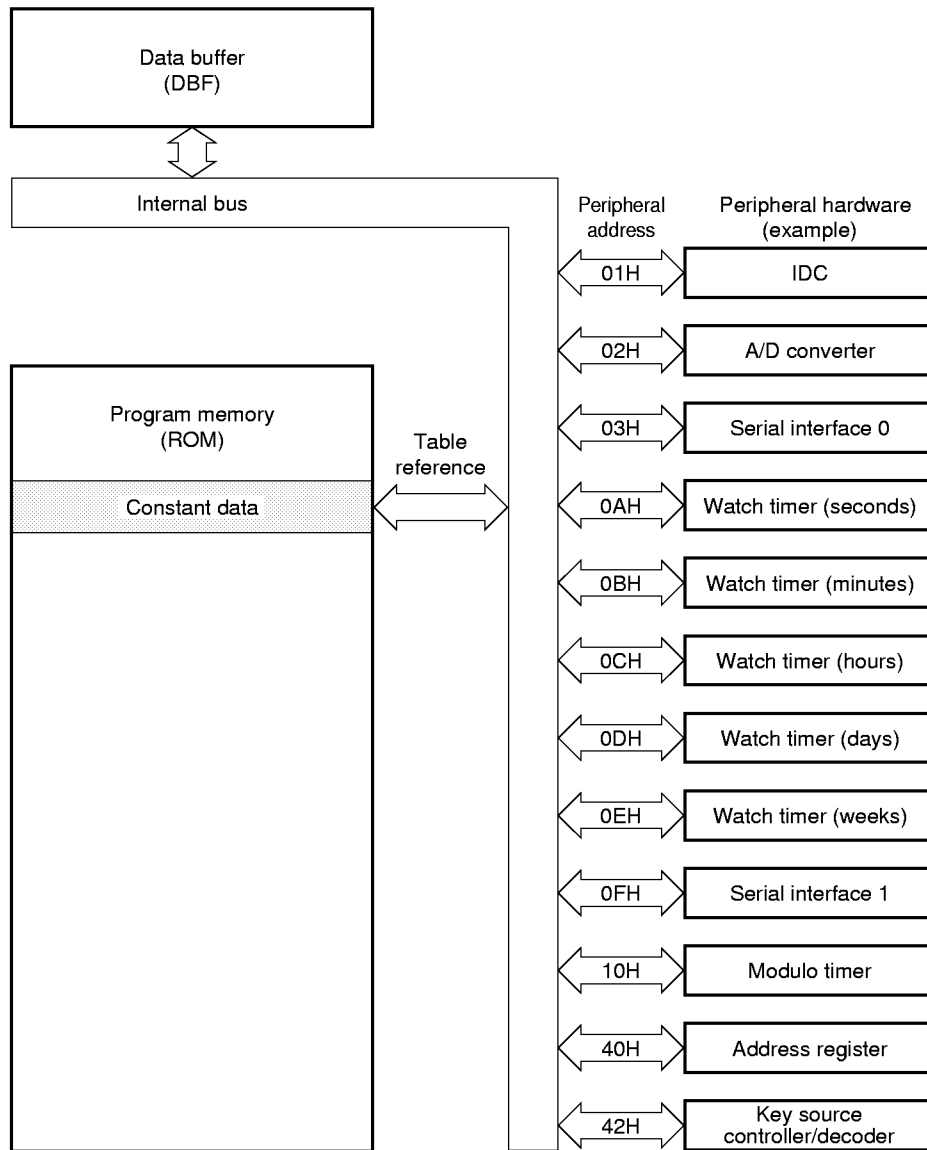 Data buffer
(DBF)
Internal bus
Peripheral
address
Peripheral hardware
(example)
01H
IDC
02H
A/D converter
Program memory
(ROM)
Table
reference
03H
Serial interface 0
Constant data
0AH
Watch timer (seconds)
0BH
Watch timer (minutes)
0CH
Watch timer (hours)
0DH
Watch timer (days)
0EH
Watch timer (weeks)
0FH
Serial interface 1
10H
Modulo timer
40H
Address register
42H
Key source
controller/decoder